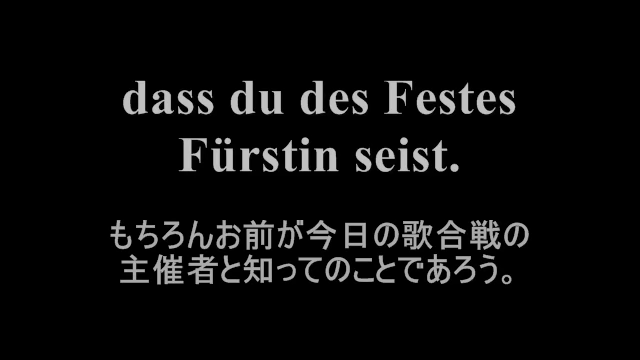 dass du des Festes
Fürstin seist.
もちろんお前が今日の歌合戦の
主催者と知ってのことであろう。